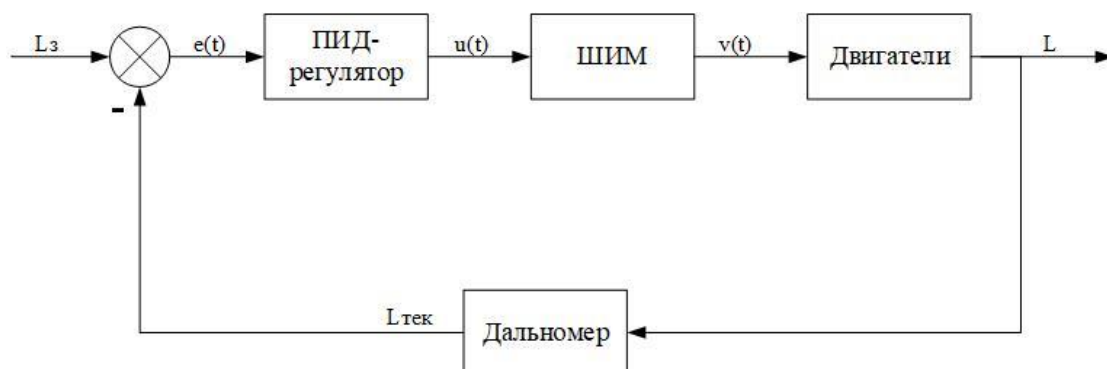 Lз
e(t)
ПИД-
регулятор
u(t)
ШИМ
v(t)
Двигатели
L
-
Lтек
Дальномер